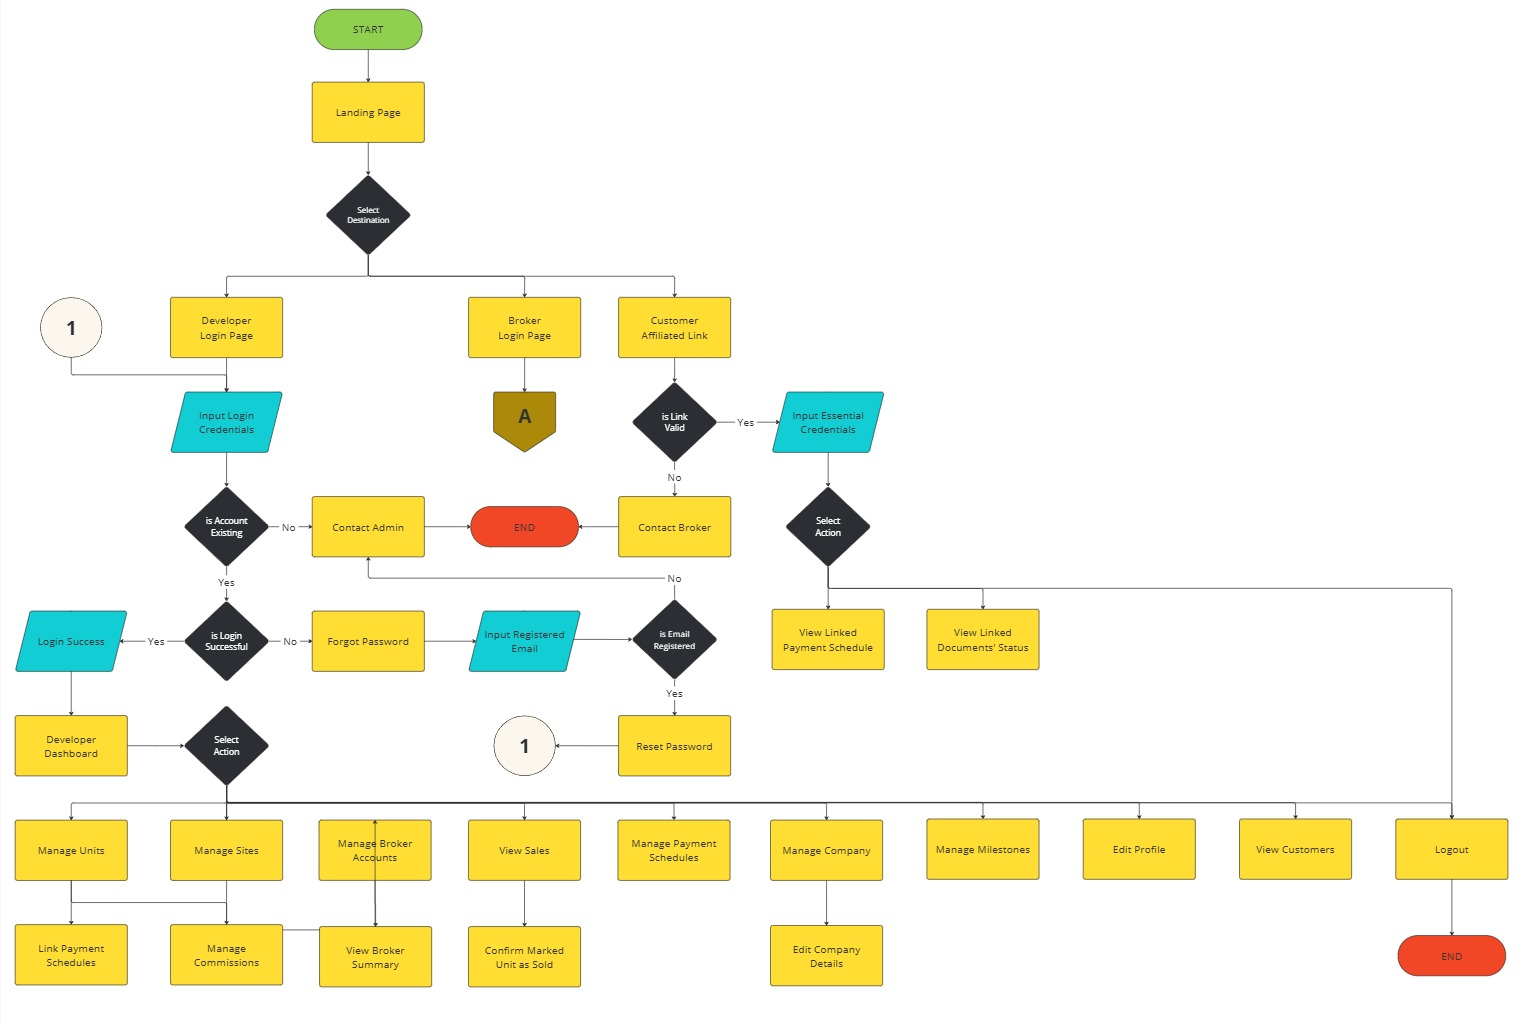 START
Landing Page
Select
Destination
1
Developer
Login Page
Broker
Login Page
Customer
Affiliated Link
Input Login
Credentials
A
is Link
Valid
Yes
Input Essential
Credentials
No
is Account
Existing
No
Contact Admin
END
Contact Broker
Select
Action
Yes
No
Login Success
Yes
is Login
Successful
No
Forgot Password
Input Registered
Email
is Email
Registered
View Linked
Payment Schedule
View Linked
Documents' Status
Yes
Developer
Dashboard
Select
Action
1
Reset Password
Manage Units
Manage Sites
Manage Broker
Accounts
View Sales
Manage Payment
Schedules
Manage Company
Manage Milestones
Edit Profile
View Customers
Logout
Link Payment
Schedules
Manage
Commissions
View Broker
Summary
Confirm Marked
Unit as Sold
Edit Company
Details
END